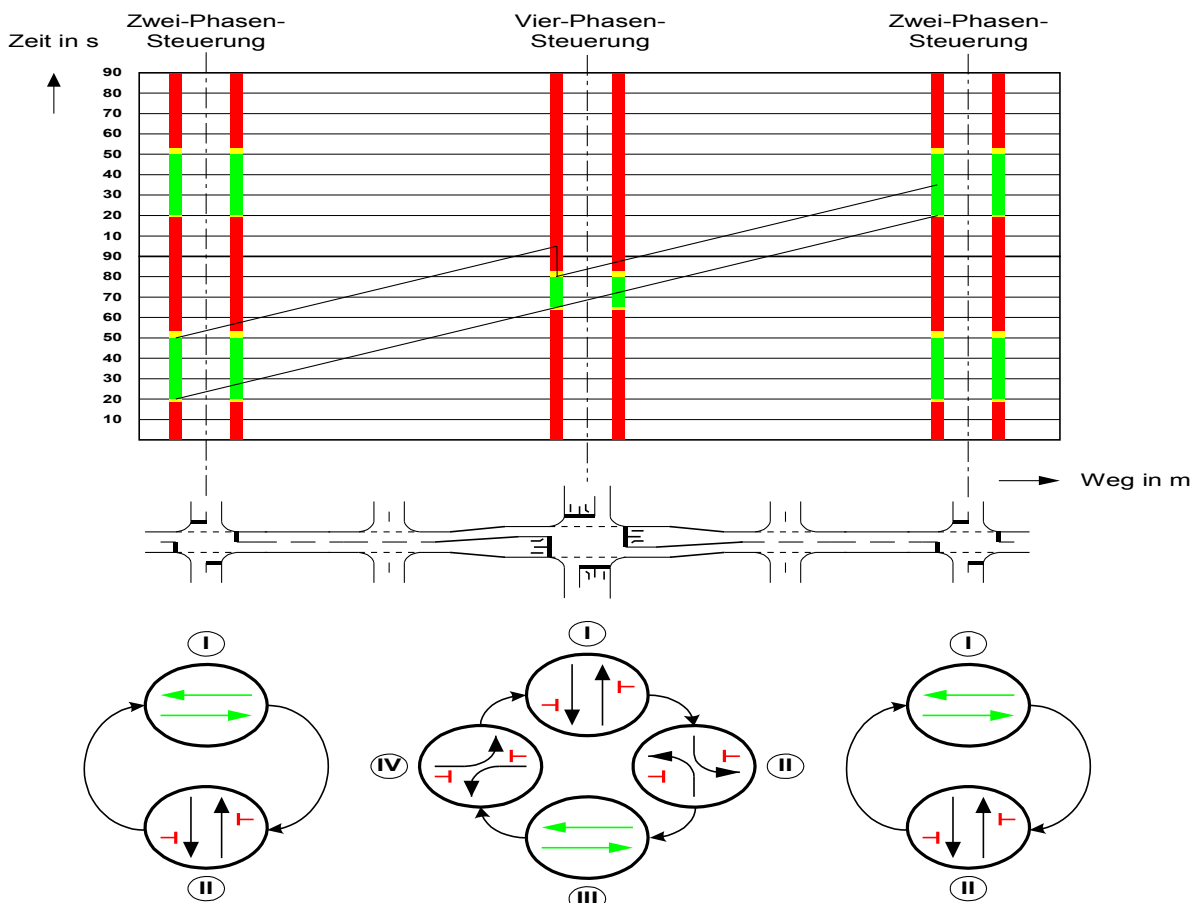 Zwei-Phasen-
Steuerung
Vier-Phasen-
Steuerung
Zwei-Phasen-
Steuerung
Zeit in s
90
80
70
60
50
40
30
20
10
90
80
70
60
50
40
30
20
10
Weg in m
I
I
I
IV
II
II
III
II